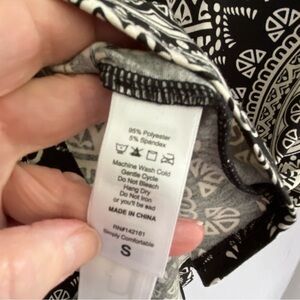 95% Polyester
5% Spandex
Machine Wash Cold
Gentle Cycle
Do Not Bleach
Hang Dry
Do Not Iron
or you'll be sad
MADE IN CHINA
RN#142161
Simply Comfortable
S